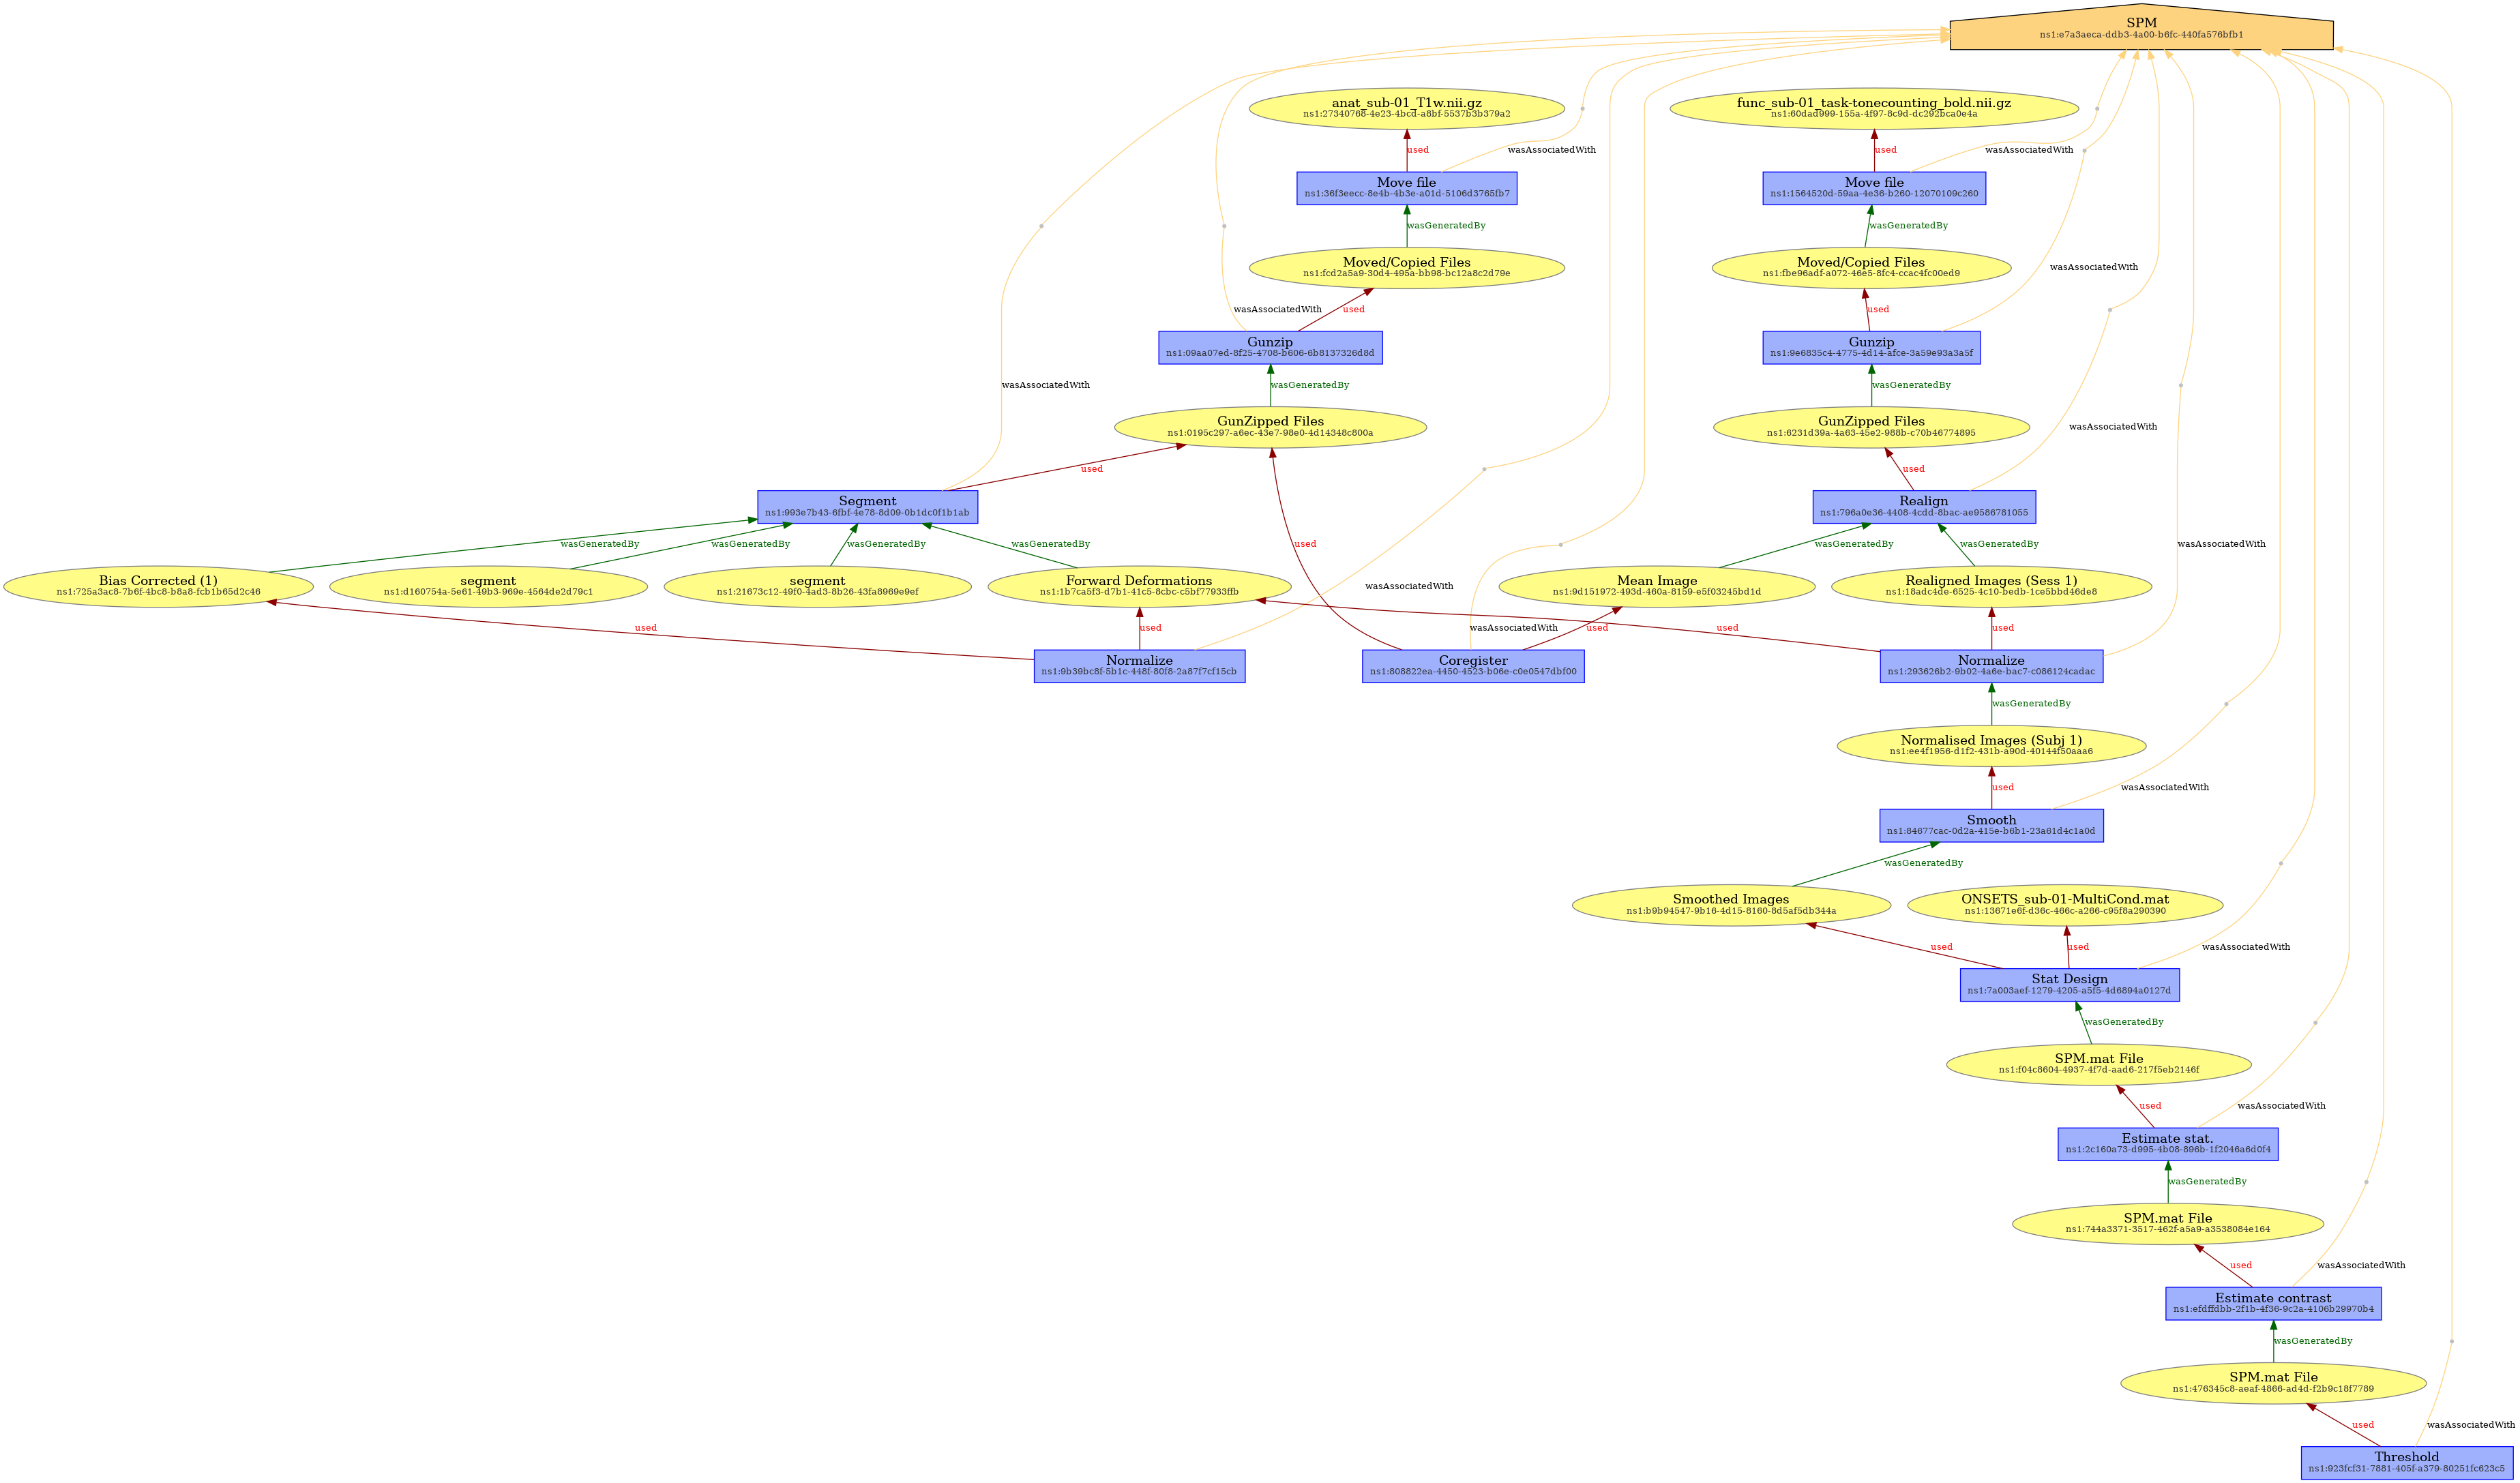 SPM
ns1:e7a3aeca-ddb3-4a00-b6fc-440fa576bfb1
anat_sub-01_T1w.nii.gz
ns1:27340768-4e23-4bcd-a8bf-5537b3b379a2
func_sub-01_task-tonecounting_bold.nii.gz
ns1:60dad999-155a-4f97-8c9d-dc292bca0e4a
used
wasAssociatedWith
used
wasAssociatedWith
Move file
ns1:36f3eecc-8e4b-4b3e-a01d-5106d3765fb7
Move file
ns1:1564520d-59aa-4e36-b260-12070109c260
wasGeneratedBy
wasGeneratedBy
Moved/Copied Files
ns1:fcd2a5a9-30d4-495a-bb98-bc12a8c2d79e
Moved/Copied Files
ns1:fbe96adf-a072-46e5-8fc4-ccac4fc00ed9
wasAssociatedWith
wasAssociatedWith
used
used
Gunzip
ns1:09aa07ed-8f25-4708-b606-6b8137326d8d
Gunzip
ns1:9e6835c4-4775-4d14-afce-3a59e93a3a5f
wasAssociatedWith
wasGeneratedBy
wasGeneratedBy
GunZipped Files
ns1:0195c297-a6ec-43e7-98e0-4d14348c800a
GunZipped Files
ns1:6231d39a-4a63-45e2-988b-c70b46774895
wasAssociatedWith
used
used
Segment
ns1:993e7b43-6fbf-4e78-8d09-0b1dc0f1b1ab
Realign
ns1:796a0e36-4408-4cdd-8bac-ae9586781055
wasGeneratedBy
wasGeneratedBy
wasGeneratedBy
wasGeneratedBy
used
wasGeneratedBy
wasGeneratedBy
wasAssociatedWith
Bias Corrected (1)
ns1:725a3ac8-7b6f-4bc8-b8a8-fcb1b65d2c46
segment
ns1:d160754a-5e61-49b3-969e-4564de2d79c1
segment
ns1:21673c12-49f0-4ad3-8b26-43fa8969e9ef
Forward Deformations
ns1:1b7ca5f3-d7b1-41c5-8cbc-c5bf77933ffb
wasAssociatedWith
Mean Image
ns1:9d151972-493d-460a-8159-e5f03245bd1d
Realigned Images (Sess 1)
ns1:18adc4de-6525-4c10-bedb-1ce5bbd46de8
used
used
wasAssociatedWith
used
used
used
Normalize
ns1:9b39bc8f-5b1c-448f-80f8-2a87f7cf15cb
Coregister
ns1:808822ea-4450-4523-b06e-c0e0547dbf00
Normalize
ns1:293626b2-9b02-4a6e-bac7-c086124cadac
wasGeneratedBy
Normalised Images (Subj 1)
ns1:ee4f1956-d1f2-431b-a90d-40144f50aaa6
used
wasAssociatedWith
Smooth
ns1:84677cac-0d2a-415e-b6b1-23a61d4c1a0d
wasGeneratedBy
Smoothed Images
ns1:b9b94547-9b16-4d15-8160-8d5af5db344a
ONSETS_sub-01-MultiCond.mat
ns1:13671e6f-d36c-466c-a266-c95f8a290390
used
used
wasAssociatedWith
Stat Design
ns1:7a003aef-1279-4205-a5f5-4d6894a0127d
wasGeneratedBy
SPM.mat File
ns1:f04c8604-4937-4f7d-aad6-217f5eb2146f
used
wasAssociatedWith
Estimate stat.
ns1:2c160a73-d995-4b08-896b-1f2046a6d0f4
wasGeneratedBy
SPM.mat File
ns1:744a3371-3517-462f-a5a9-a3538084e164
used
wasAssociatedWith
Estimate contrast
ns1:efdffdbb-2f1b-4f36-9c2a-4106b29970b4
wasGeneratedBy
SPM.mat File
ns1:476345c8-aeaf-4866-ad4d-f2b9c18f7789
used
wasAssociatedWith
Threshold
ns1:923fcf31-7881-405f-a379-80251fc623c5